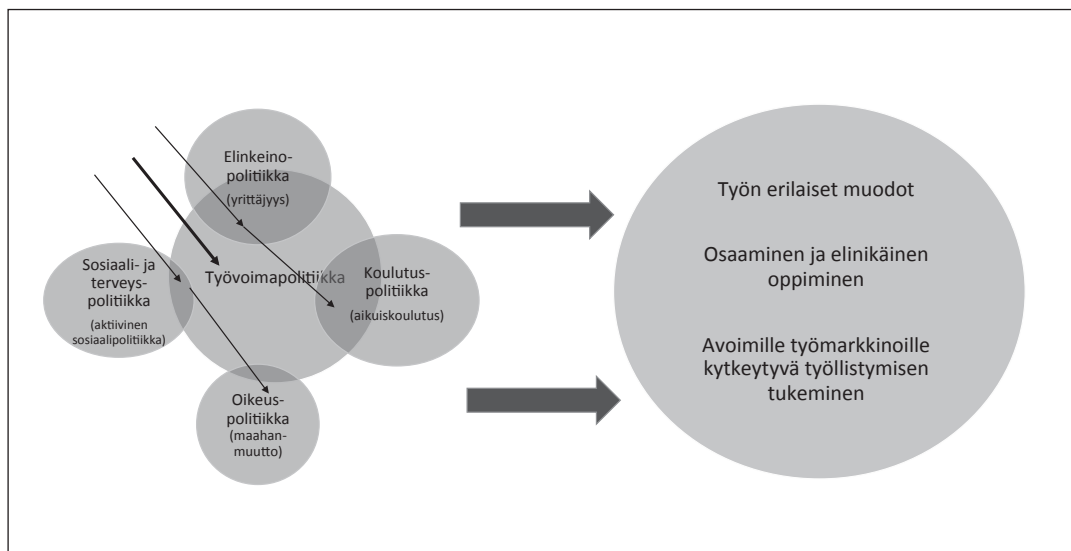 Elinkeino-
politiikka
(yrittäjyys)
Työvoimapolitiikka
Sosiaali- ja
terveys-
politiikka
(aktiivinen
sosiaalipolitiikka)
Koulutus-
politiikka
(aikuiskoulutus)
Oikeus-
politiikka
(maahan-
muutto)
Työn erilaiset muodot
Osaaminen ja elinikäinen
oppiminen
Avoimille työmarkkinoille
kytkeytyvä työllistymisen
tukeminen